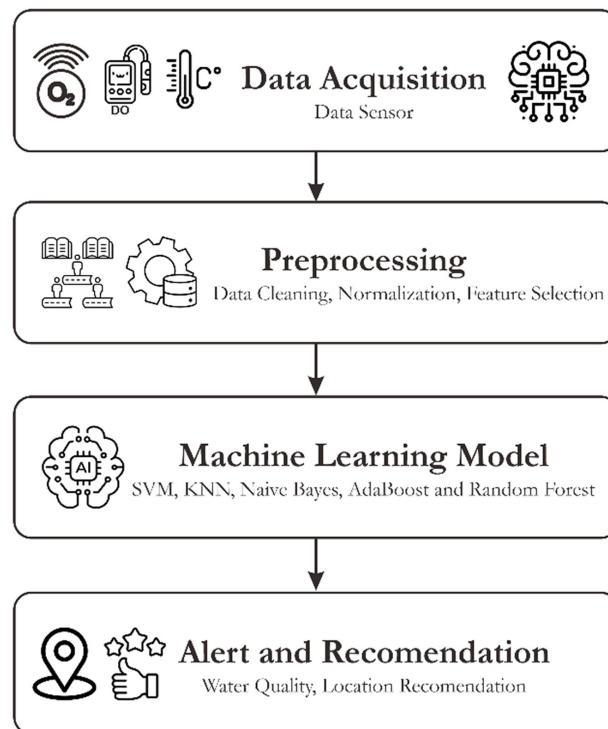 O₂
DO
C°
Data Acquisition
Data Sensor
Preprocessing
Data Cleaning, Normalization, Feature Selection
AI
Machine Learning Model
SVM, KNN, Naive Bayes, AdaBoost and Random Forest
Alert and Recomendation
Water Quality, Location Recomendation